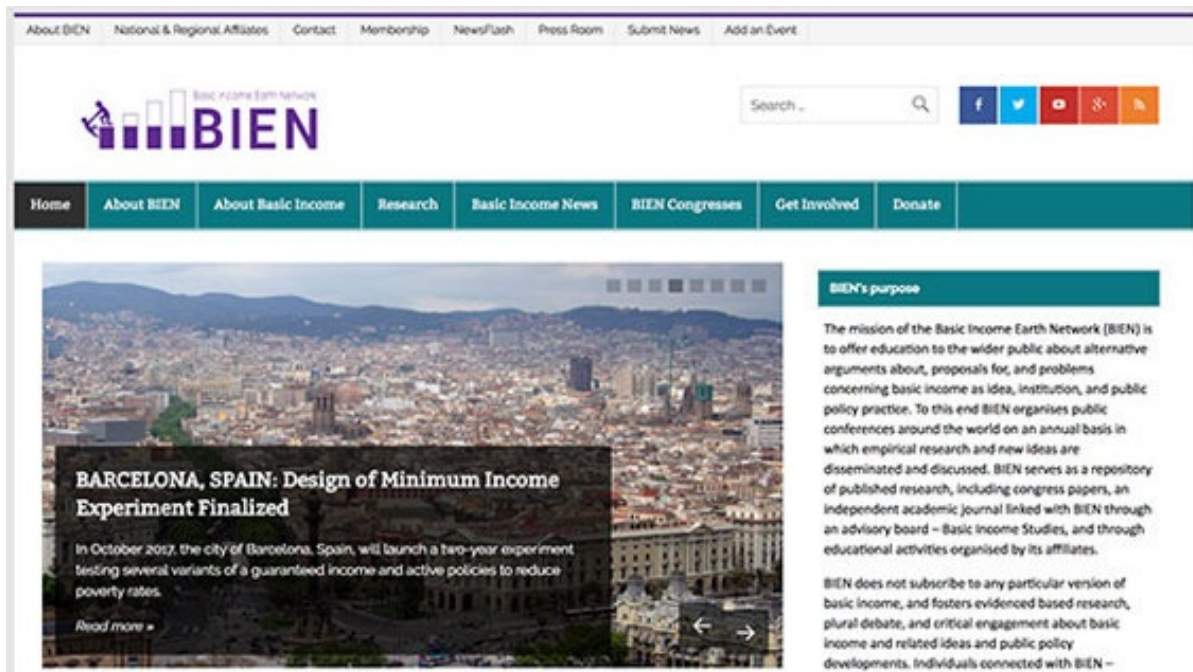 About BIEN National & Regional Affiliates Contact Membership NewsFlash Press Room Submit News Add an Event
Basic Income Earth Network
BIEN
Search ...
Home About BIEN About Basic Income Research Basic Income News BIEN Congresses Get Involved Donate
BARCELONA, SPAIN: Design of Minimum Income
Experiment Finalized
In October 2017, the city of Barcelona, Spain, will launch a two-year experiment
testing several variants of a guaranteed income and active policies to reduce
poverty rates.
Read more »
BIEN's purpose
The mission of the Basic Income Earth Network (BIEN) is
to offer education to the wider public about alternative
arguments about, proposals for, and problems
concerning basic income as idea, institution, and public
policy practice. To this end BIEN organises public
conferences around the world on an annual basis in
which empirical research and new ideas are
disseminated and discussed. BIEN serves as a repository
of published research, including congress papers, an
independent academic journal linked with BIEN through
an advisory board – Basic Income Studies, and through
educational activities organised by its affiliates.
BIEN does not subscribe to any particular version of
basic income, and fosters evidenced based research,
plural debate, and critical engagement about basic
income and related ideas and public policy
developments. Individuals connected with BIEN –